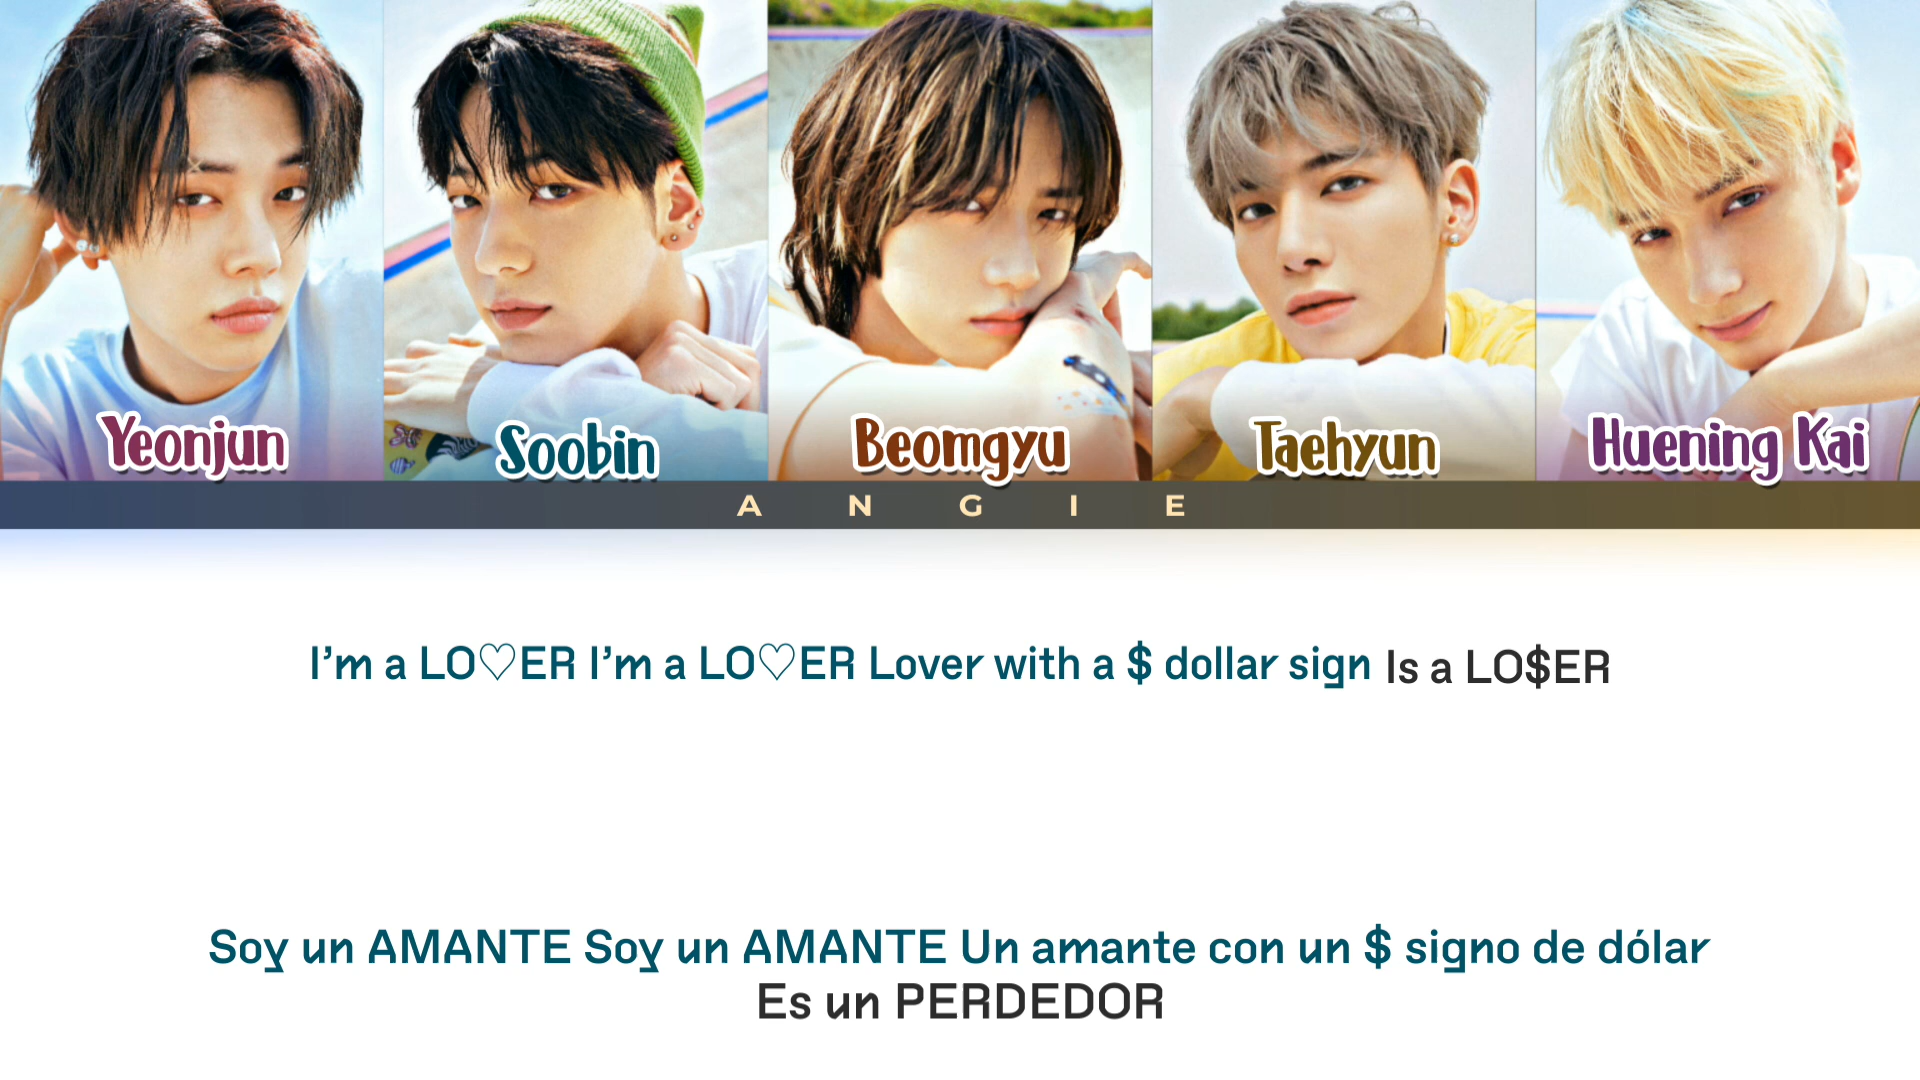 Yeonjun Soobin Beomgyu Taehyun Huening Kai
ANGIE
I'm a LO♡ER I'm a LO♡ER Lover with a $ dollar sign Is a LO$ER
Soy un AMANTE Soy un AMANTE Un amante con un $ signo de dólar
Es un PERDEDOR